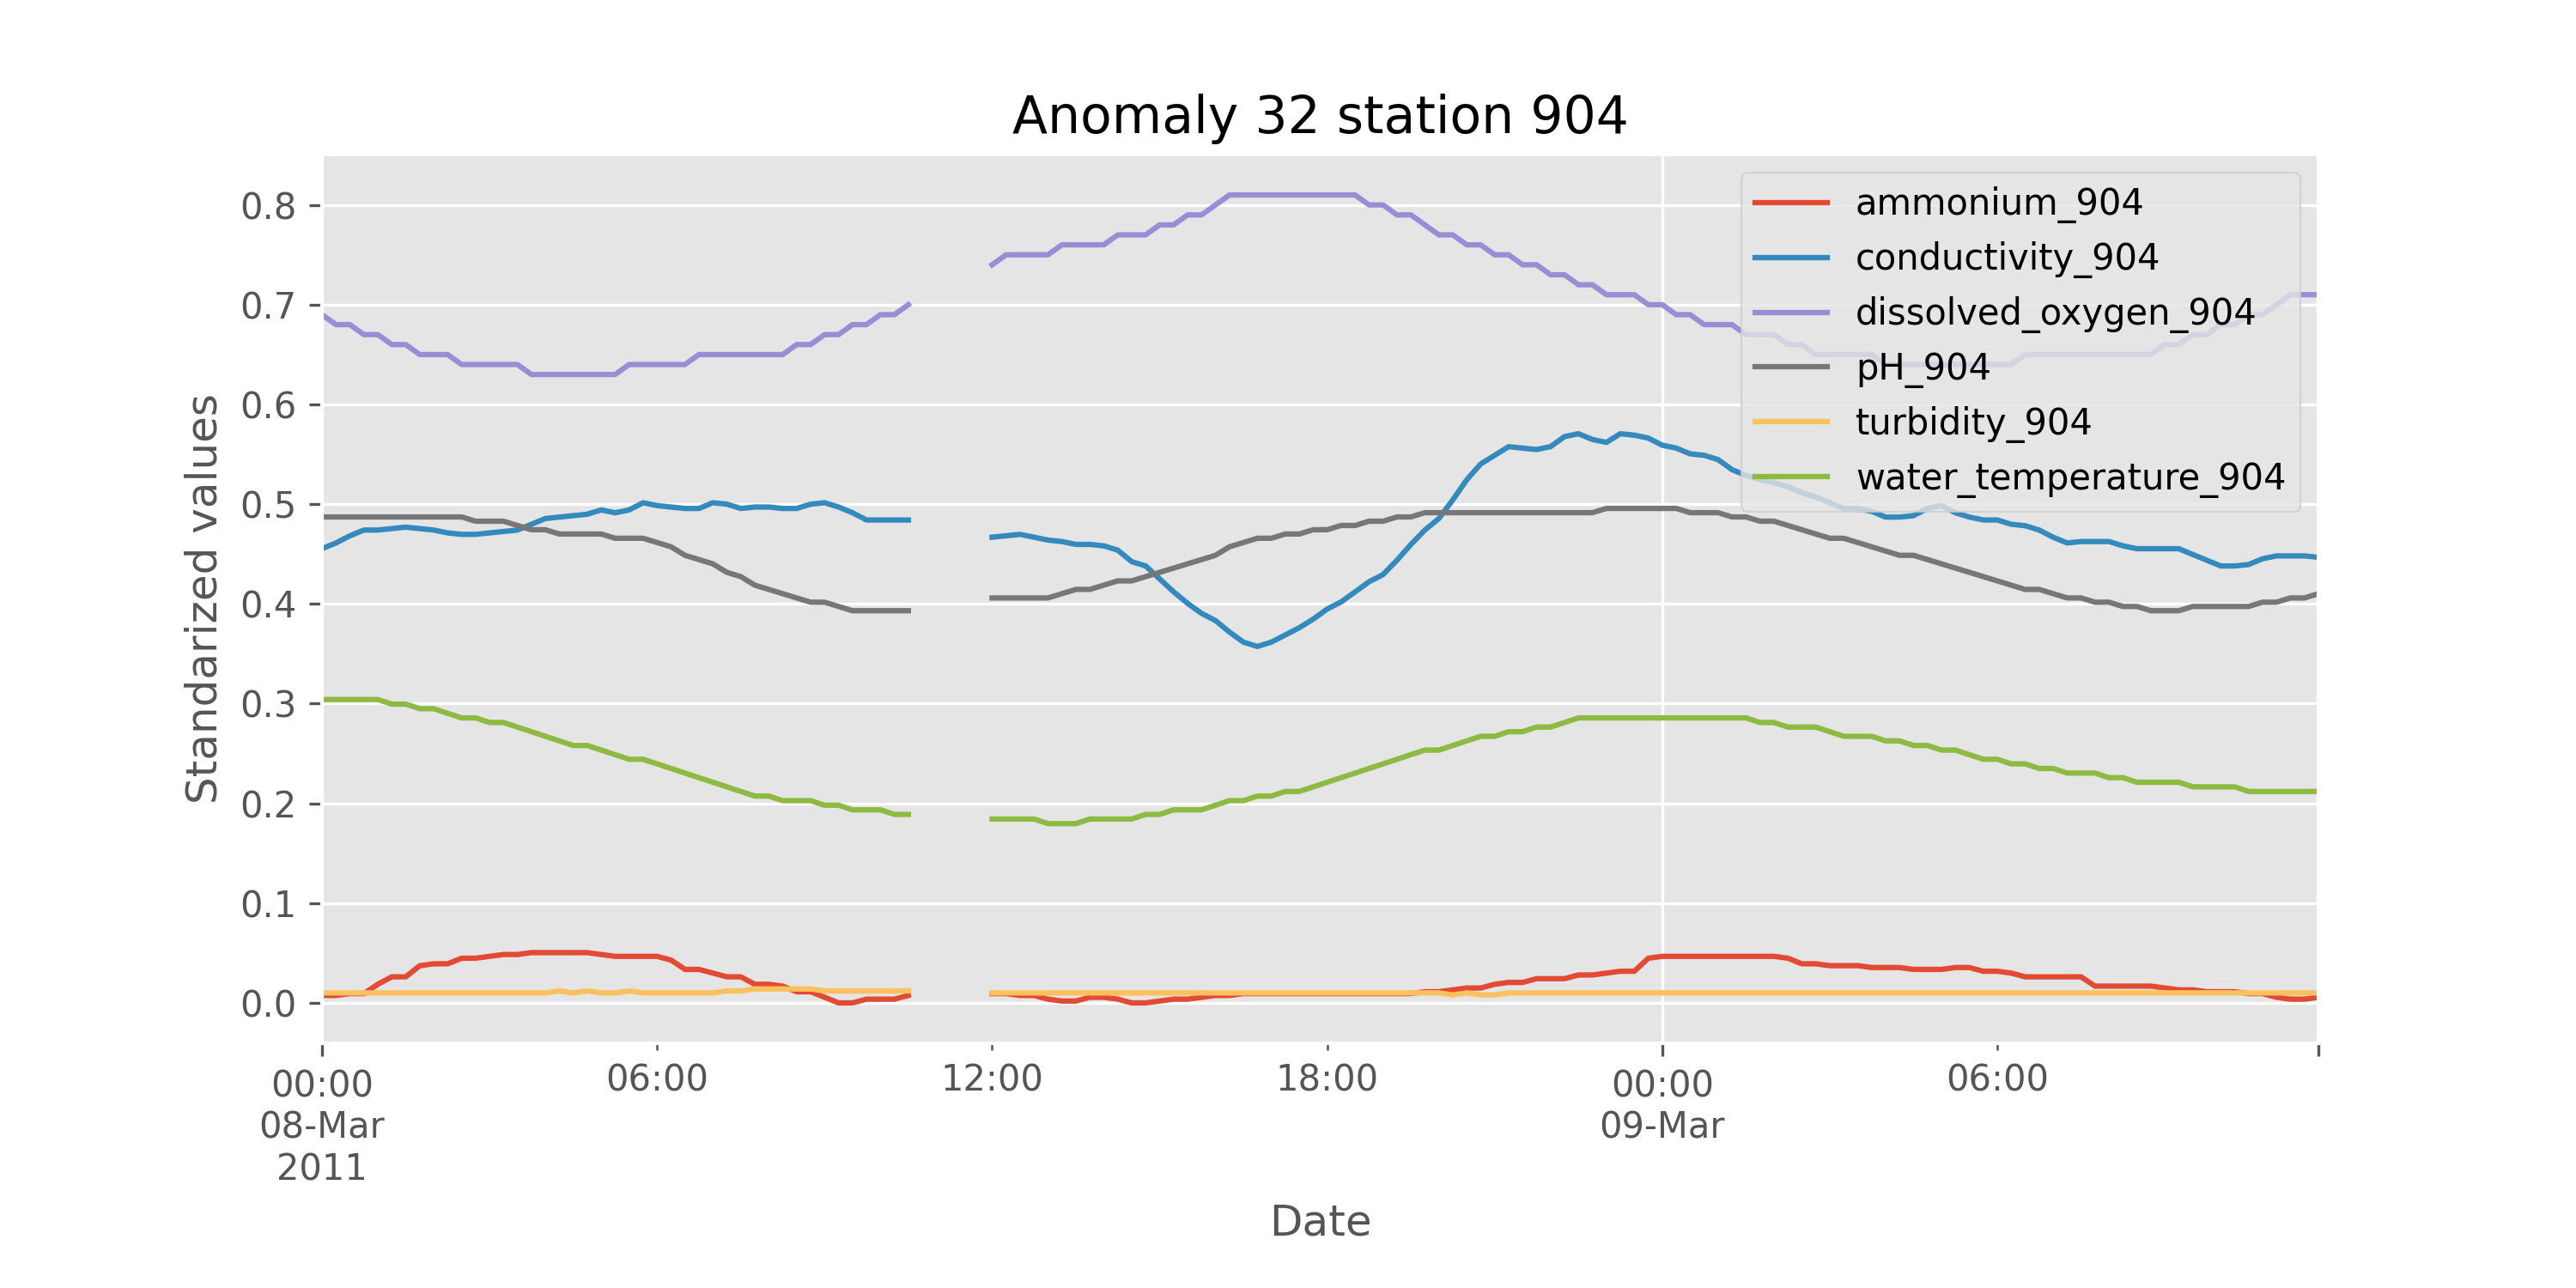 Anomaly 32 station 904
ammonium_904
conductivity_904
dissolved_oxygen_904
pH_904
turbidity_904
water_temperature_904
Standarized values
0.8
0.7
0.6
0.5
0.4
0.3
0.2
0.1
0.0
00:00
08-Mar
2011
06:00
12:00
18:00
00:00
09-Mar
06:00
Date